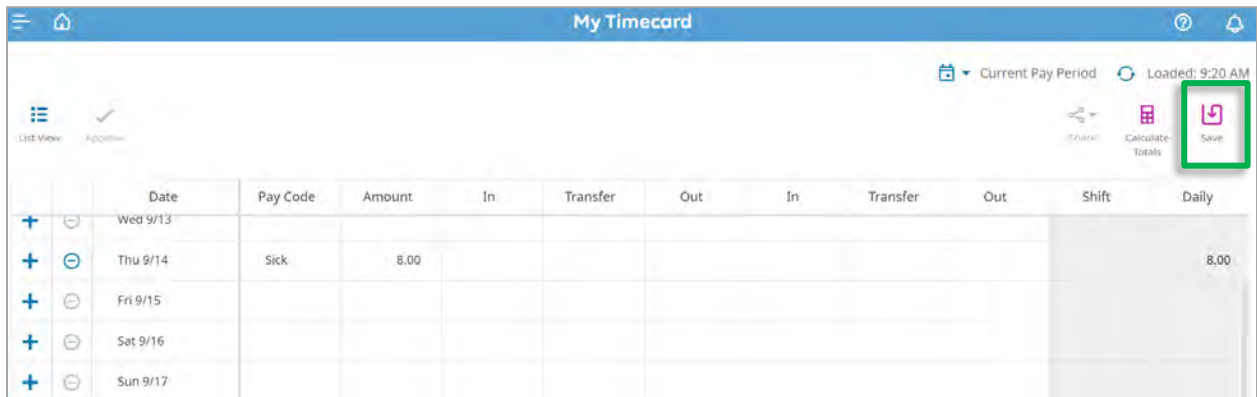 My Timecard
Current Pay Period Loaded: 9:20 AM
List View Approve Share Calculate Totals Save
Date Pay Code Amount In Transfer Out In Transfer Out Shift Daily
Wed 9/13
Thu 9/14 Sick 8.00 8.00
Fri 9/15
Sat 9/16
Sun 9/17